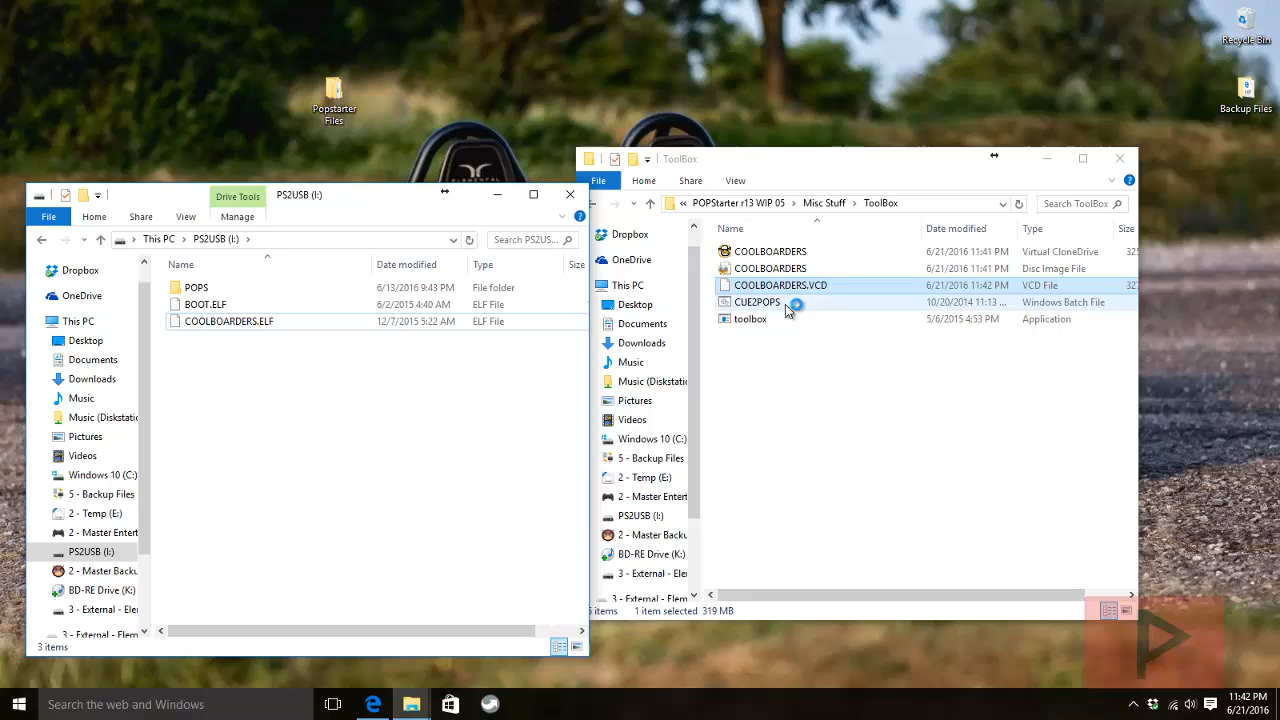 Recycle Bin
Popstarter
Files
Backup Files
ToolBox
File Home Share View
« POPStarter r13 WIP 05 › Misc Stuff › ToolBox
Search ToolBox
Name Date modified Type Size
COOLBOARDERS 6/21/2016 11:41 PM Virtual CloneDrive
COOLBOARDERS 6/21/2016 11:41 PM Disc Image File
COOLBOARDERS.VCD 6/21/2016 11:42 PM VCD File
CUE2POPS 10/20/2014 11:13 ... Windows Batch File
toolbox 5/6/2015 4:53 PM Application
Dropbox
OneDrive
This PC
Desktop
Documents
Downloads
Music
Music (Diskstatic
Pictures
Videos
Windows 10 (C:)
5 - Backup Files
2 - Temp (E:)
2 - Master Entert
PS2USB (I:)
2 - Master Backu
BD-RE Drive (K:)
3 - External - Elem
1 item selected 319 MB
Drive Tools PS2USB (I:)
File Home Share View Manage
This PC › PS2USB (I:) ›
Search PS2US...
Name Date modified Type Size
POPS 6/13/2016 9:43 PM File folder
BOOT.ELF 6/2/2015 4:40 AM ELF File
COOLBOARDERS.ELF 12/7/2015 5:22 AM ELF File
Dropbox
OneDrive
This PC
Desktop
Documents
Downloads
Music
Music (Diskstatic
Pictures
Videos
Windows 10 (C:)
5 - Backup Files
2 - Temp (E:)
2 - Master Entert
PS2USB (I:)
2 - Master Backu
BD-RE Drive (K:)
3 - External - Elem
3 items
Search the web and Windows
11:42 PM
6/21/2016